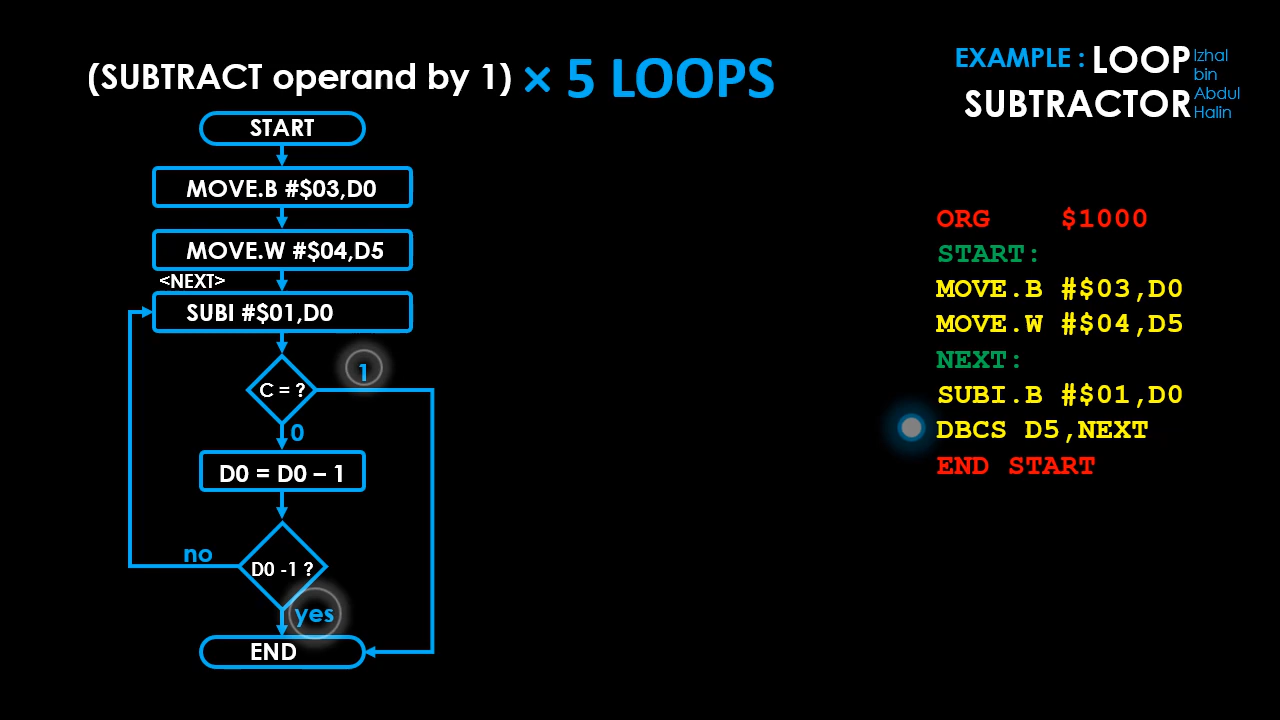 (SUBTRACT operand by 1) × 5 LOOPS
START
MOVE.B #$03,D0
MOVE.W #$04,D5
<NEXT>
SUBI #$01,D0
C = ?
1
0
D0 = D0 – 1
no
D0 -1 ?
yes
END
EXAMPLE : LOOP
SUBTRACTOR
Izhal
bin
Abdul
Halin
ORG $1000
START:
MOVE.B #$03,D0
MOVE.W #$04,D5
NEXT:
SUBI.B #$01,D0
DBCS D5,NEXT
END START